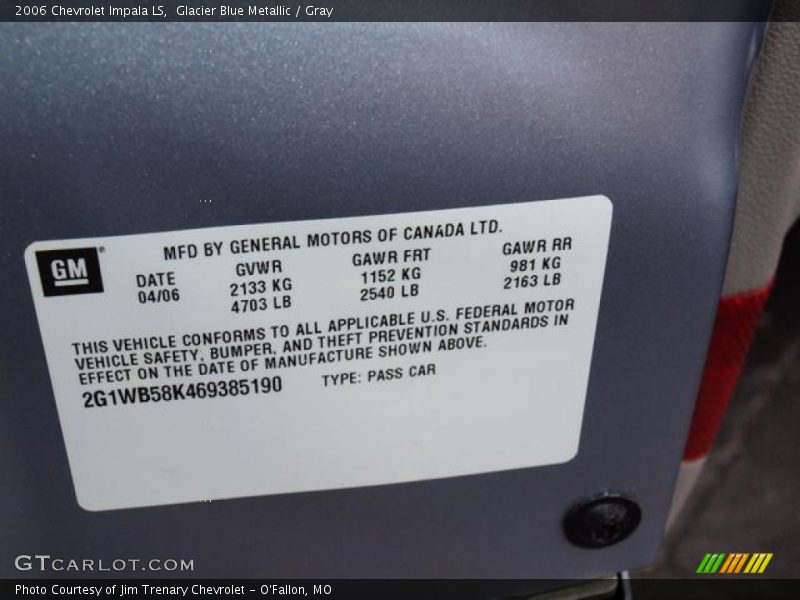 2006 Chevrolet Impala LS,  Glacier Blue Metallic / Gray
GM
MFD BY GENERAL MOTORS OF CANADA LTD.
DATE GVWR GAWR FRT GAWR RR
04/06 2133 KG 1152 KG 981 KG
4703 LB 2540 LB 2163 LB
THIS VEHICLE CONFORMS TO ALL APPLICABLE U.S. FEDERAL MOTOR
VEHICLE SAFETY, BUMPER, AND THEFT PREVENTION STANDARDS IN
EFFECT ON THE DATE OF MANUFACTURE SHOWN ABOVE.
2G1WB58K469385190 TYPE: PASS CAR
GTCARLOT.COM
Photo Courtesy of Jim Trenary Chevrolet - O'Fallon, MO